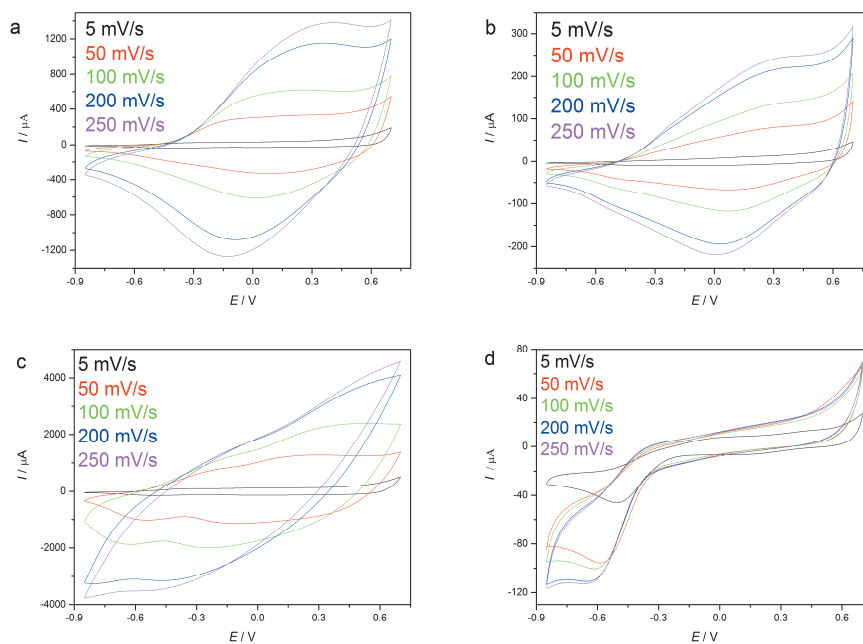 a
5 mV/s
50 mV/s
100 mV/s
200 mV/s
250 mV/s
1200
800
400
0
-400
-1200
I / µA
-0.9 -0.6 -0.3 0.0 0.3 0.6
E / V
b
5 mV/s
50 mV/s
100 mV/s
200 mV/s
250 mV/s
300
200
100
0
-100
-200
I / µA
-0.9 -0.6 -0.3 0.0 0.3 0.6
E / V
c
5 mV/s
50 mV/s
100 mV/s
200 mV/s
250 mV/s
4000
2000
0
-2000
-4000
I / µA
-0.9 -0.6 -0.3 0.0 0.3 0.6
E / V
d
5 mV/s
50 mV/s
100 mV/s
200 mV/s
250 mV/s
80
40
0
-40
-80
-120
I / µA
-0.9 -0.6 -0.3 0.0 0.3 0.6
E / V